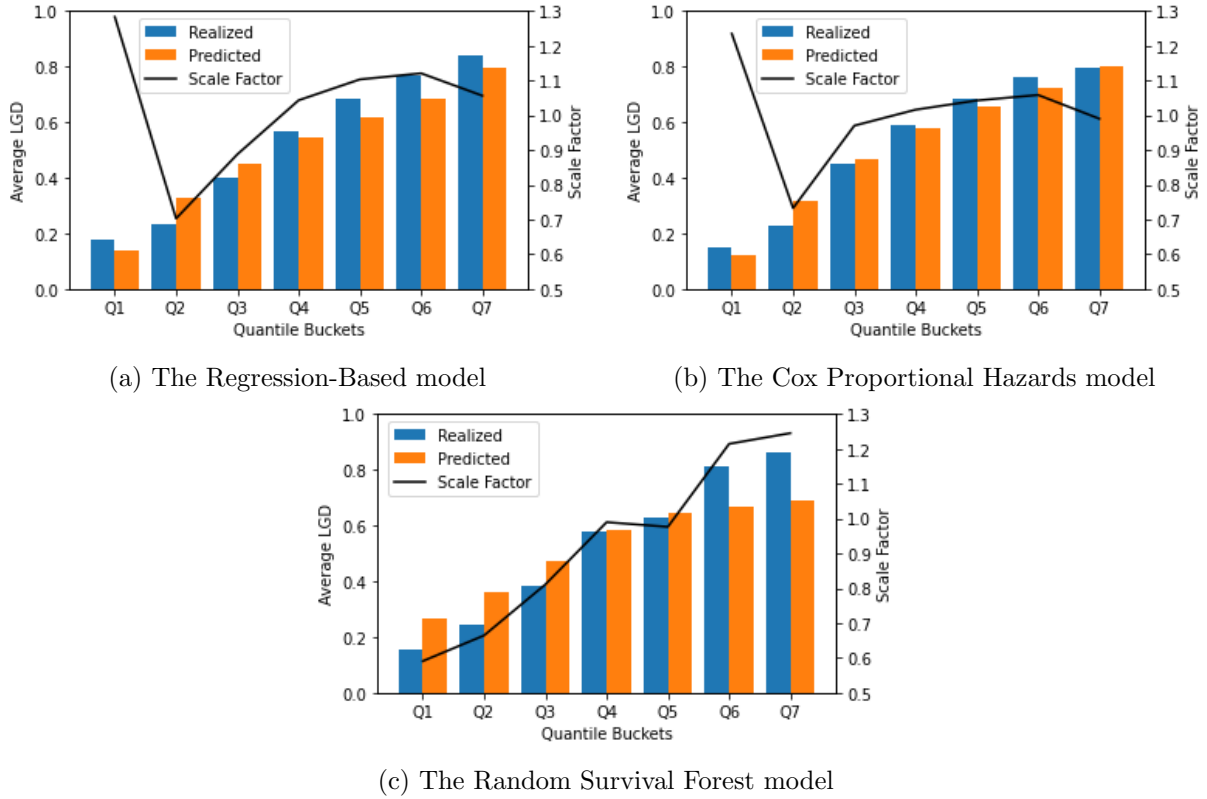 1.0
0.8
0.6
0.4
0.2
0.0
Average LGD
Realized
Predicted
Scale Factor
1.3
1.2
1.1
1.0
0.9
0.8
0.7
0.6
0.5
Scale Factor
Q1 Q2 Q3 Q4 Q5 Q6 Q7
Quantile Buckets
(a) The Regression-Based model
1.0
0.8
0.6
0.4
0.2
0.0
Average LGD
Realized
Predicted
Scale Factor
1.3
1.2
1.1
1.0
0.9
0.8
0.7
0.6
0.5
Scale Factor
Q1 Q2 Q3 Q4 Q5 Q6 Q7
Quantile Buckets
(b) The Cox Proportional Hazards model
1.0
0.8
0.6
0.4
0.2
0.0
Average LGD
Realized
Predicted
Scale Factor
1.3
1.2
1.1
1.0
0.9
0.8
0.7
0.6
0.5
Scale Factor
Q1 Q2 Q3 Q4 Q5 Q6 Q7
Quantile Buckets
(c) The Random Survival Forest model